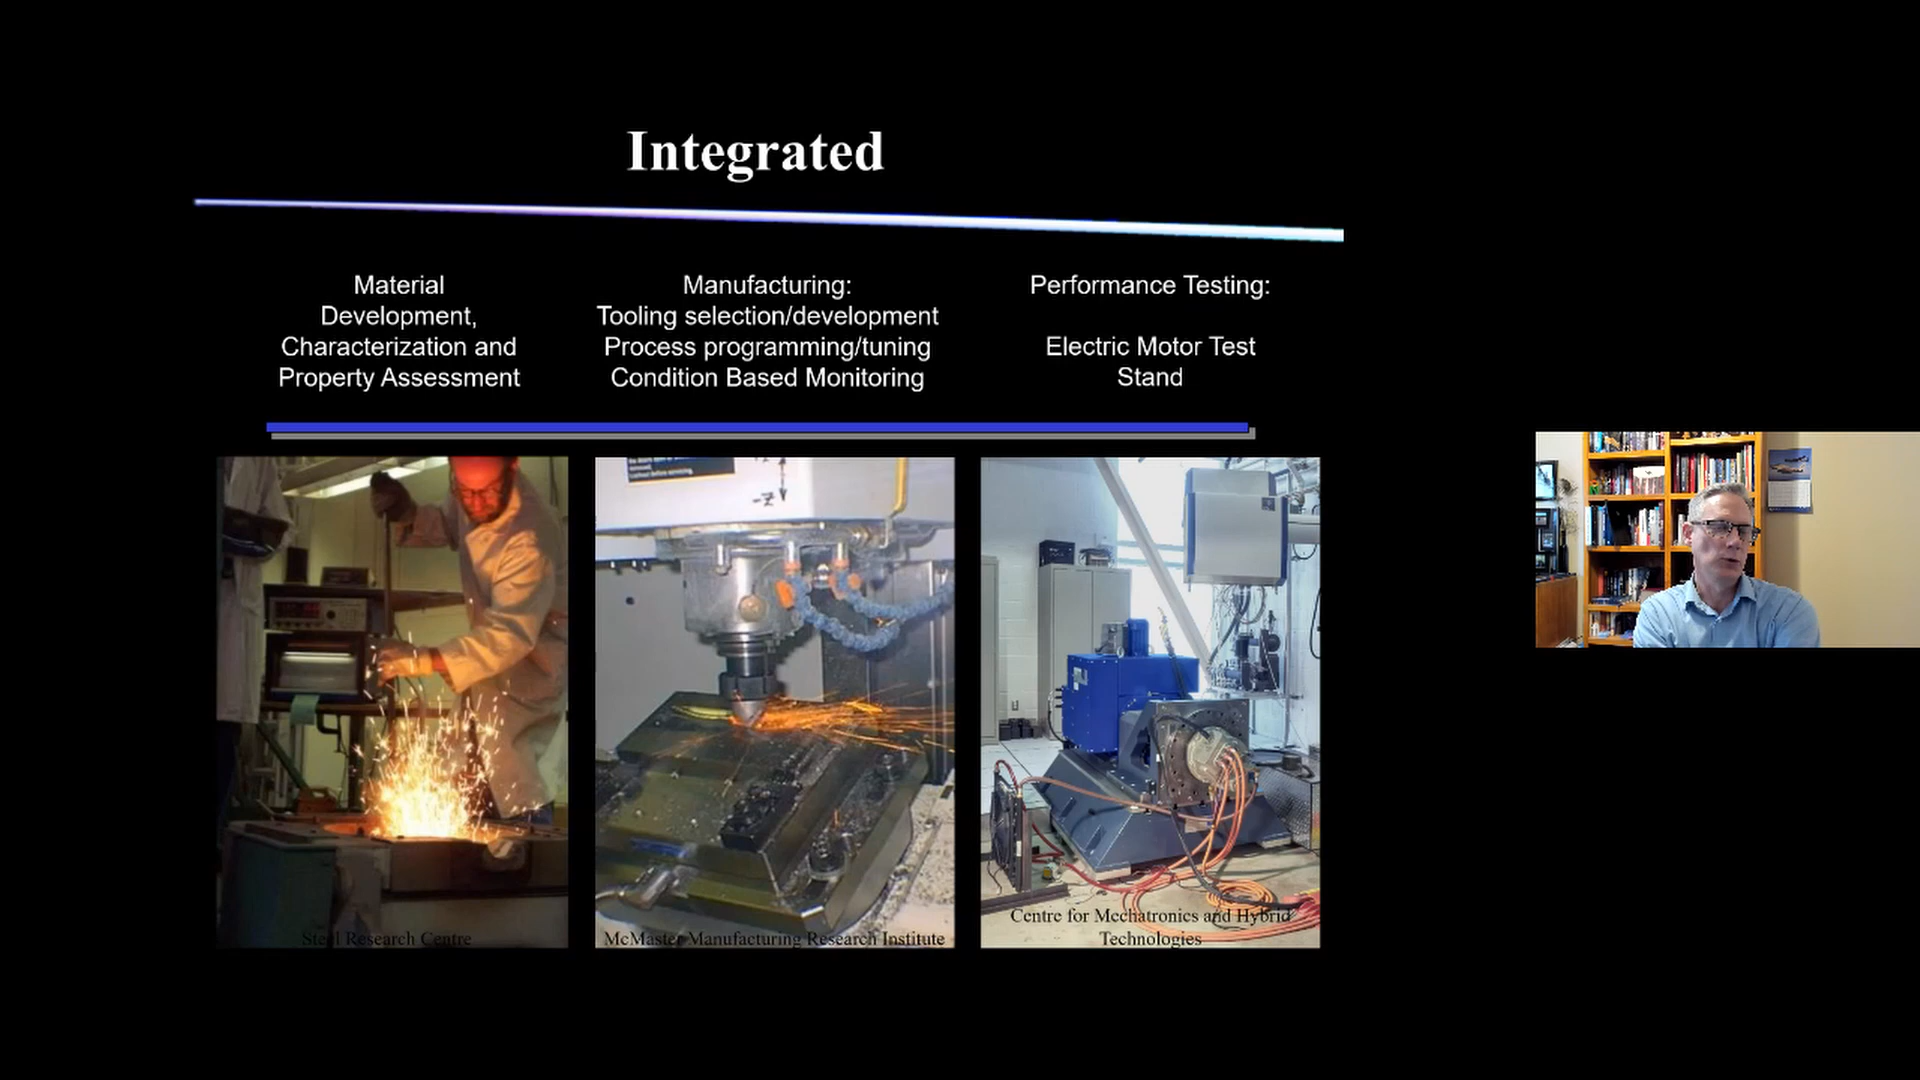 Integrated
Material
Development,
Characterization and
Property Assessment
Manufacturing:
Tooling selection/development
Process programming/tuning
Condition Based Monitoring
Performance Testing:
Electric Motor Test
Stand
-Z
Steel Research Centre
McMaster Manufacturing Research Institute
Centre for Mechatronics and Hybrid
Technologies